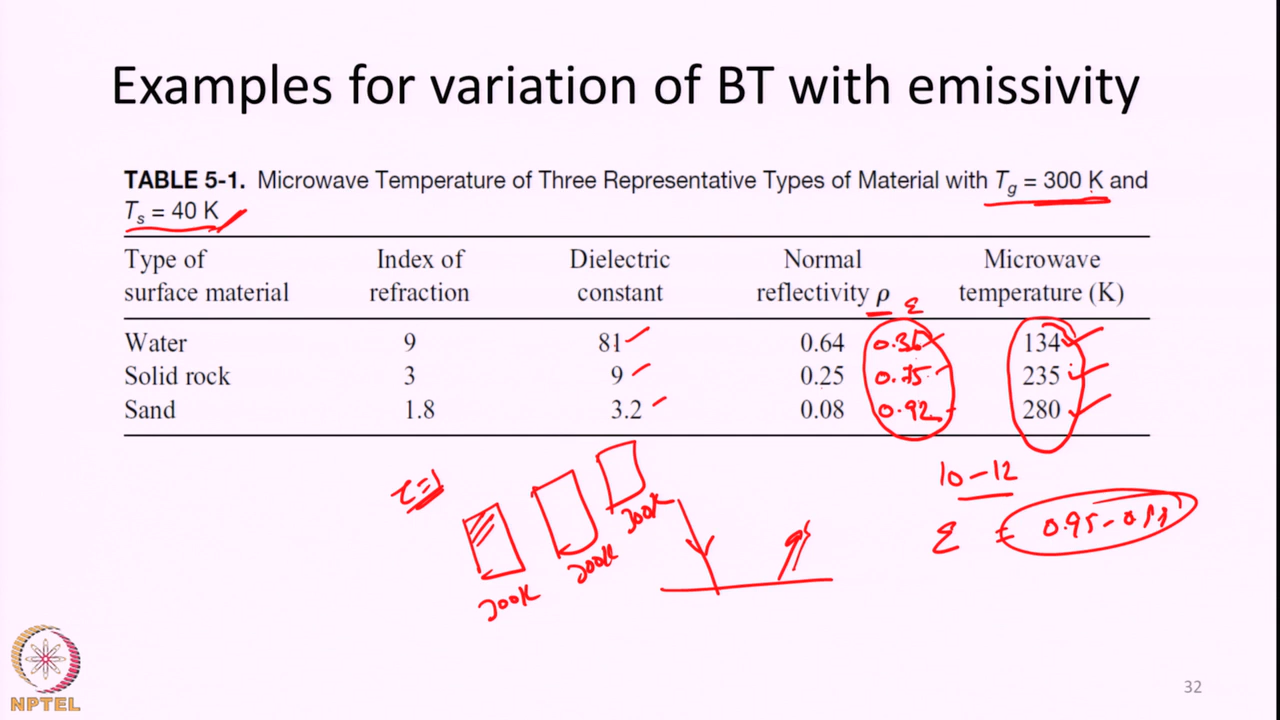 Examples for variation of BT with emissivity
TABLE 5-1. Microwave Temperature of Three Representative Types of Material with Tg = 300 K and
Ts = 40 K
Type of surface material Index of refraction Dielectric constant Normal reflectivity ρ ε Microwave temperature (K)
Water 9 81 0.64 0.36 134
Solid rock 3 9 0.25 0.75 235
Sand 1.8 3.2 0.08 0.92 280
τ=1
10-12
300K
300K
300K
ε = 0.95-
NPTEL
32